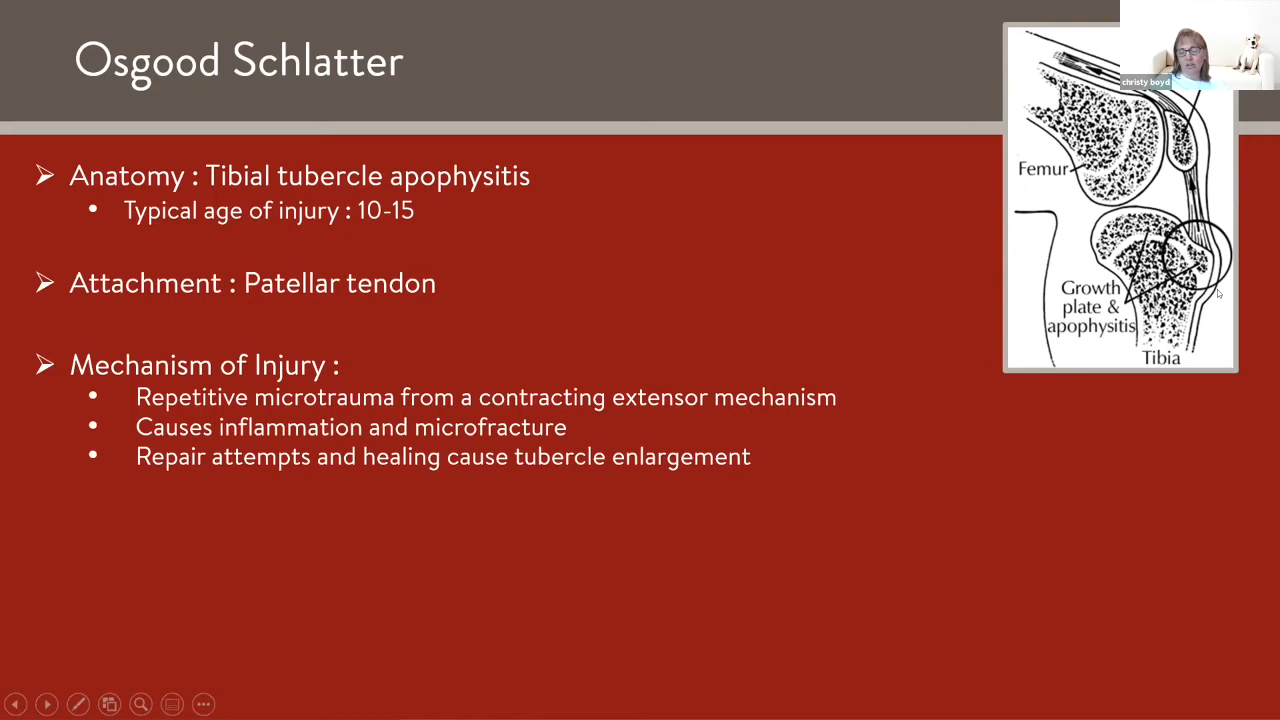 Osgood Schlatter
christy boyd
Anatomy : Tibial tubercle apophysitis
Typical age of injury : 10-15
Attachment : Patellar tendon
Mechanism of Injury :
Repetitive microtrauma from a contracting extensor mechanism
Causes inflammation and microfracture
Repair attempts and healing cause tubercle enlargement
Femur
Growth
plate &
apophysitis
Tibia